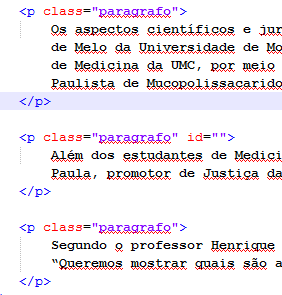 <p class="paragrafo">
Os aspectos científicos e jur
de Melo da Universidade de Mo
de Medicina da UMC, por meio
Paulista de Mucopolissacarido
</p>
<p class="paragrafo" id="">
Além dos estudantes de Medici
Paula, promotor de Justiça da
</p>
<p class="paragrafo">
Segundo o professor Henrique
“Queremos mostrar quais são a
</p>